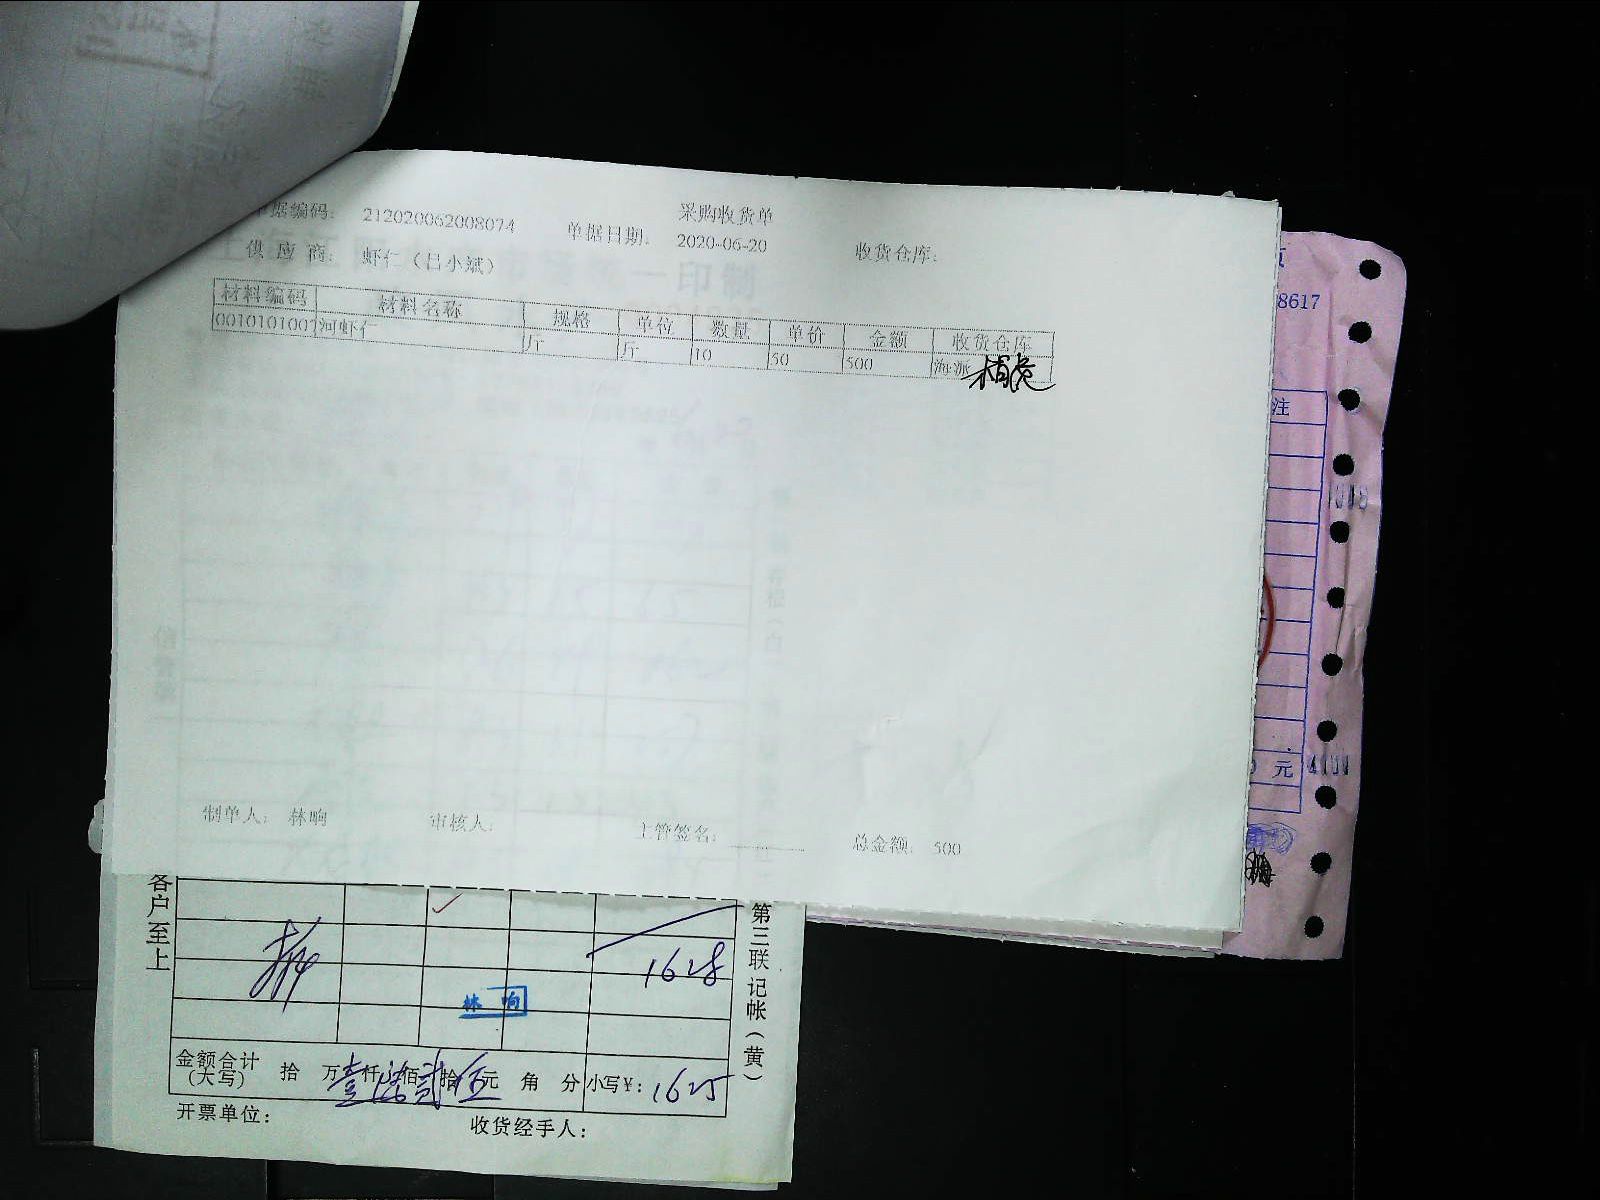 采购收货单
单据编码: 212020062008074 单据日期: 2020-06-20 收货仓库:
供应商: 虾仁(吕小斌)
材料编码 材料名称 规格 单位 数量 单价 金额 收货仓库
0010101007 河虾仁 斤 斤 10 50 500 海派
制单人: 林响 审核人: 主管签名: 总金额: 500
8617
注
元
客户至上
第三联 记帐(黄)
1628
林响
金额合计(大写) 拾 万 壹仟 陆佰 贰拾 伍元 角 分 小写¥: 1625
开票单位: 收货经手人: